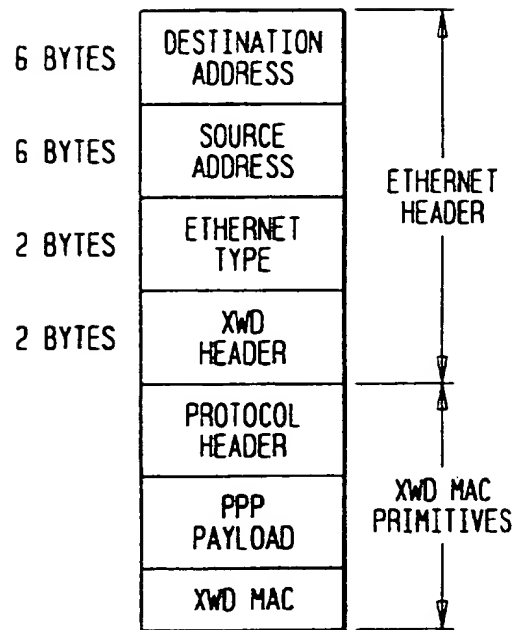 6 BYTES
DESTINATION
ADDRESS
6 BYTES
SOURCE
ADDRESS
2 BYTES
ETHERNET
TYPE
2 BYTES
XWD
HEADER
ETHERNET
HEADER
PROTOCOL
HEADER
PPP
PAYLOAD
XWD MAC
XWD MAC
PRIMITIVES